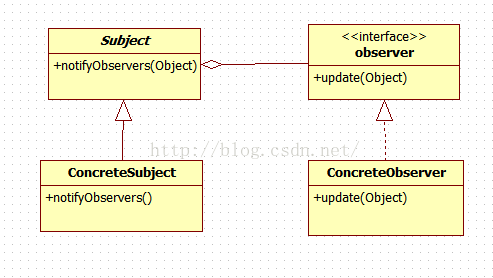 Subject
+notifyObservers(Object)
<<interface>>
observer
+update(Object)
http://blog.csdn.net/
ConcreteSubject
+notifyObservers()
ConcreteObserver
+update(Object)